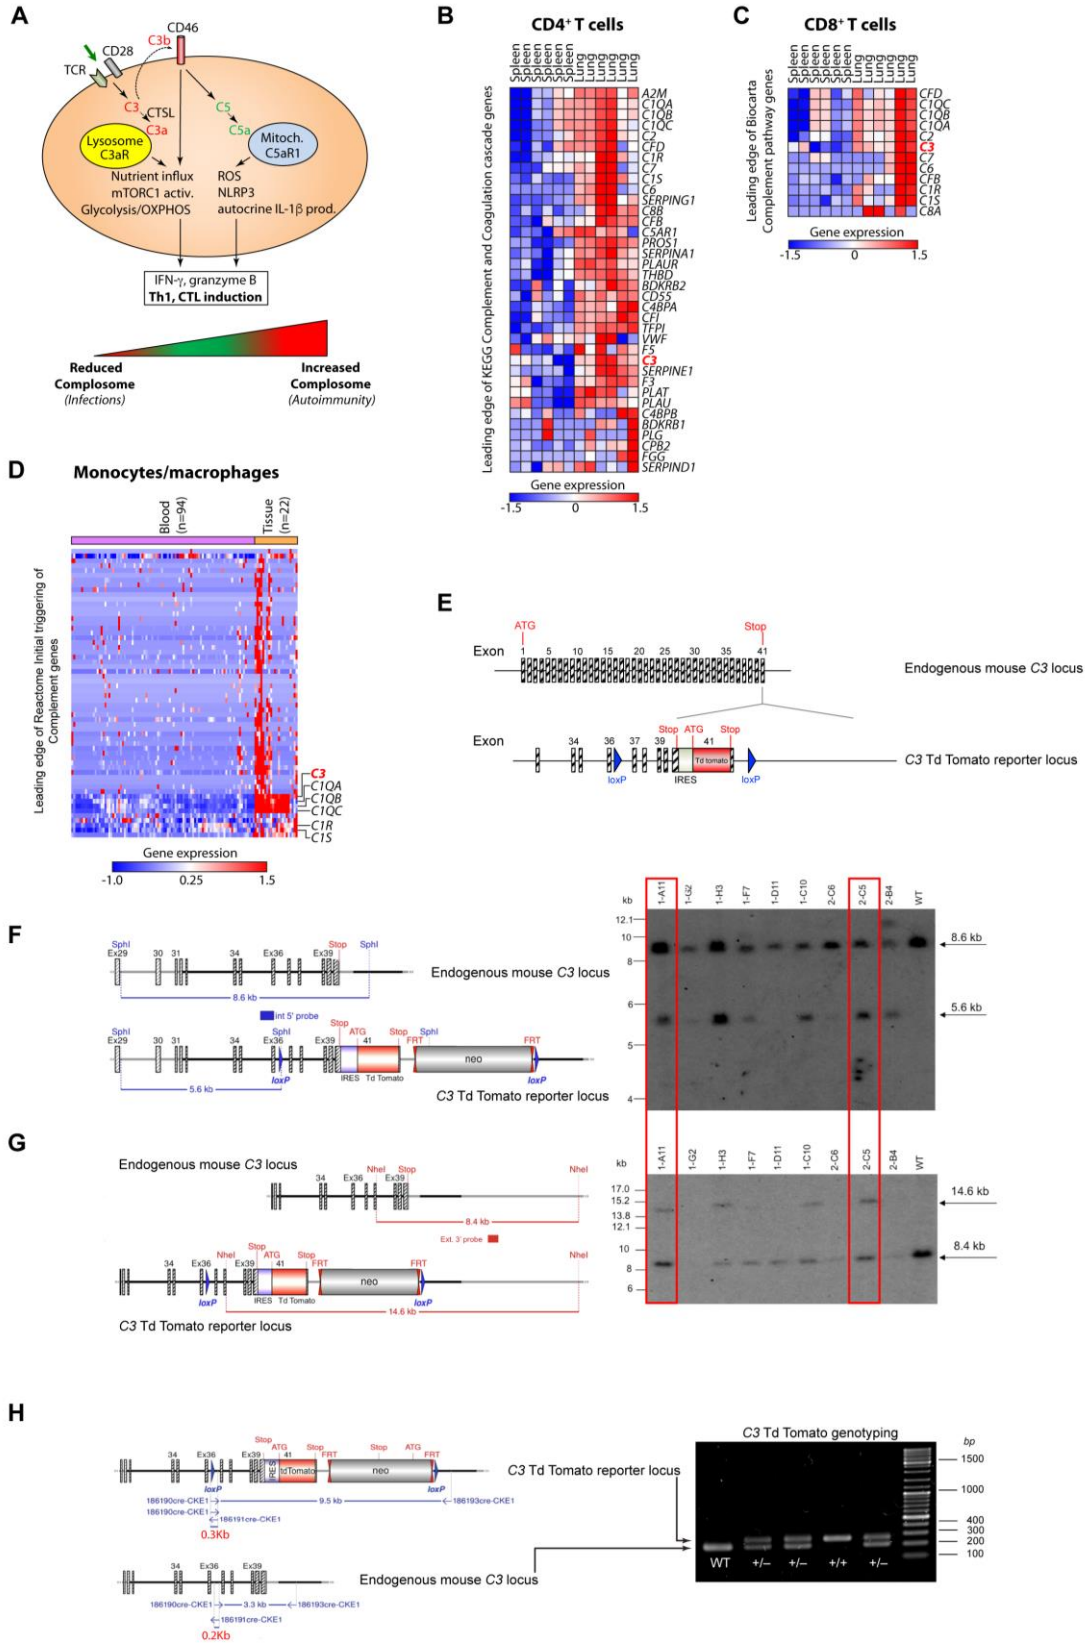 A
C3b
CD46
CD28
TCR
C3
CTSL
C3a
C5
C5a
Lysosome
C3aR
Mitoch.
C5aR1
Nutrient influx
mTORC1 activ.
Glycolysis/OXPHOS
ROS
NLRP3
autocrine IL-1β prod.
IFN-γ, granzyme B
Th1, CTL induction
Reduced
Complosome
(Infections)
Increased
Complosome
(Autoimmunity)
B
CD4+ T cells
Spleen
Spleen
Spleen
Spleen
Spleen
Spleen
Lung
Lung
Lung
Lung
Lung
Lung
Leading edge of KEGG Complement and Coagulation cascade genes
A2M
C1QA
C1QB
C1QC
C2
CFD
C1R
C7
C1S
C6
SERPING1
C8B
CFB
C5AR1
PROS1
SERPINA1
PLAUR
THBD
BDKRB2
CD55
C4BPA
CFI
TFPI
VWF
F5
C3
SERPINE1
F3
PLAT
PLAU
C4BPB
BDKRB1
PLG
CPB2
FGG
SERPIND1
Gene expression
-1.5 0 1.5
C
CD8+ T cells
Spleen
Spleen
Spleen
Spleen
Spleen
Spleen
Lung
Lung
Lung
Lung
Lung
Lung
Leading edge of Biocarta
Complement pathway genes
CFD
C1QC
C1QB
C1QA
C2
C3
C7
C6
CFB
C1R
C1S
C8A
Gene expression
-1.5 0 1.5
D
Monocytes/macrophages
Blood
(n=94)
Tissue
(n=22)
Leading edge of Reactome Initial triggering of
Complement genes
C3
C1QA
C1QB
C1QC
C1R
C1S
Gene expression
-1.0 0.25 1.5
E
ATG Stop
Exon 1 5 10 15 20 25 30 35 41
Endogenous mouse C3 locus
Stop ATG Stop
Exon 34 36 37 39 41
Td tomato
loxP IRES loxP
C3 Td Tomato reporter locus
F
SphI Stop SphI
Ex29 30 31 34 Ex36 Ex39
Endogenous mouse C3 locus
8.6 kb
int 5' probe
SphI SphI Stop ATG Stop FRT SphI FRT
Ex29 30 31 34 Ex36 Ex39 41
neo
loxP IRES Td Tomato loxP
5.6 kb
C3 Td Tomato reporter locus
kb 1-A11 1-G2 1-H3 1-F7 1-D11 1-C10 2-C6 2-C5 2-B4 WT
12.1
10
8
6
5
4
8.6 kb
5.6 kb
G
Endogenous mouse C3 locus
NheI Stop NheI
34 Ex36 Ex39
8.4 kb
Ext. 3' probe
NheI Stop ATG Stop FRT FRT NheI
34 Ex36 Ex39 41
neo
loxP IRES Td Tomato loxP
14.6 kb
C3 Td Tomato reporter locus
kb 1-A11 1-G2 1-H3 1-F7 1-D11 1-C10 2-C6 2-C5 2-B4 WT
17.0
15.2
13.8
12.1
10
8
6
14.6 kb
8.4 kb
H
Stop ATG Stop FRT Stop ATG FRT
34 Ex36 Ex39 41
IRES tdTomato neo
loxP loxP
186190cre-CKE1 9.5 kb 186193cre-CKE1
186190cre-CKE1
186191cre-CKE1
0.3Kb
34 Ex36 Ex39
186190cre-CKE1 3.3 kb 186193cre-CKE1
186191cre-CKE1
0.2Kb
C3 Td Tomato reporter locus
Endogenous mouse C3 locus
C3 Td Tomato genotyping
bp
1500
1000
400
300
200
100
WT +/− +/− +/+ +/−